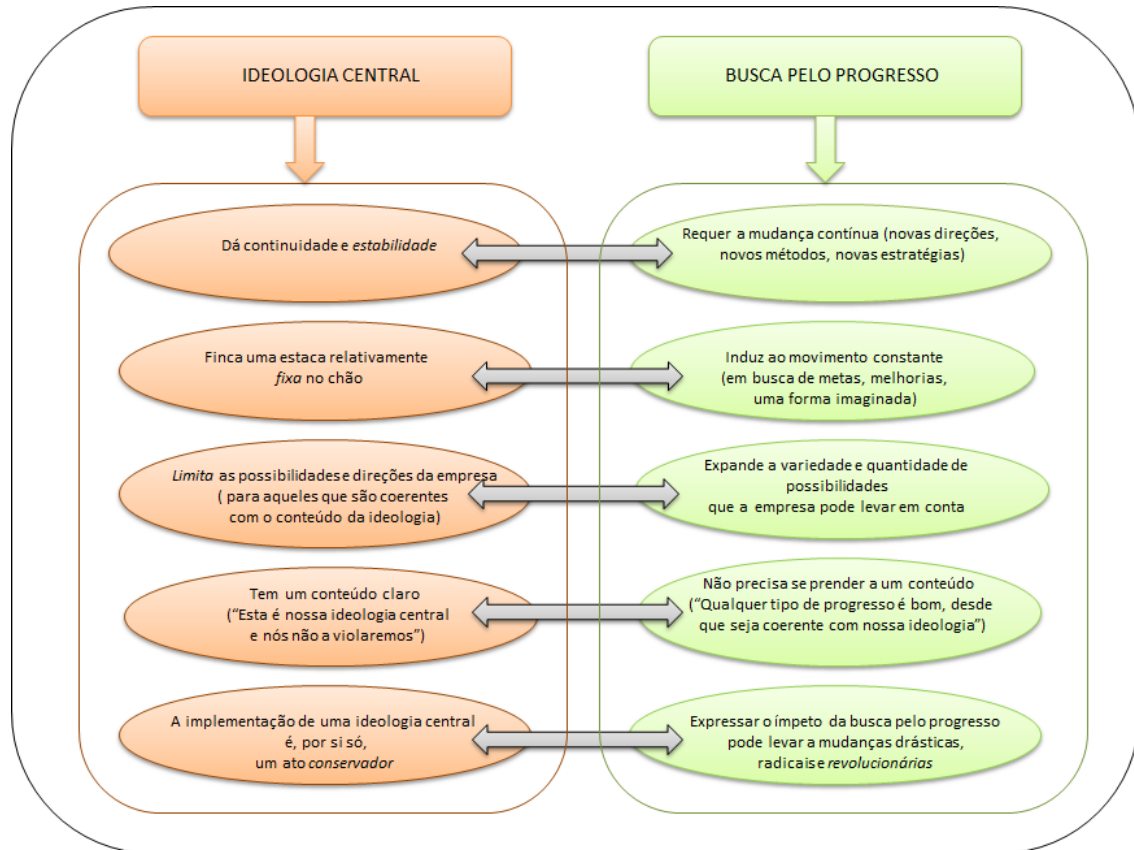 IDEOLOGIA CENTRAL
BUSCA PELO PROGRESSO
Dá continuidade e estabilidade
Requer a mudança contínua (novas direções,
novos métodos, novas estratégias)
Finca uma estaca relativamente
fixa no chão
Induz ao movimento constante
(em busca de metas, melhorias,
uma forma imaginada)
Limita as possibilidades e direções da empresa
( para aqueles que são coerentes
com o conteúdo da ideologia)
Expande a variedade e quantidade de
possibilidades
que a empresa pode levar em conta
Tem um conteúdo claro
(“Esta é nossa ideologia central
e nós não a violaremos”)
Não precisa se prender a um conteúdo
(“Qualquer tipo de progresso é bom, desde
que seja coerente com nossa ideologia”)
A implementação de uma ideologia central
é, por si só,
um ato conservador
Expressar o ímpeto da busca pelo progresso
pode levar a mudanças drásticas,
radicais e revolucionárias